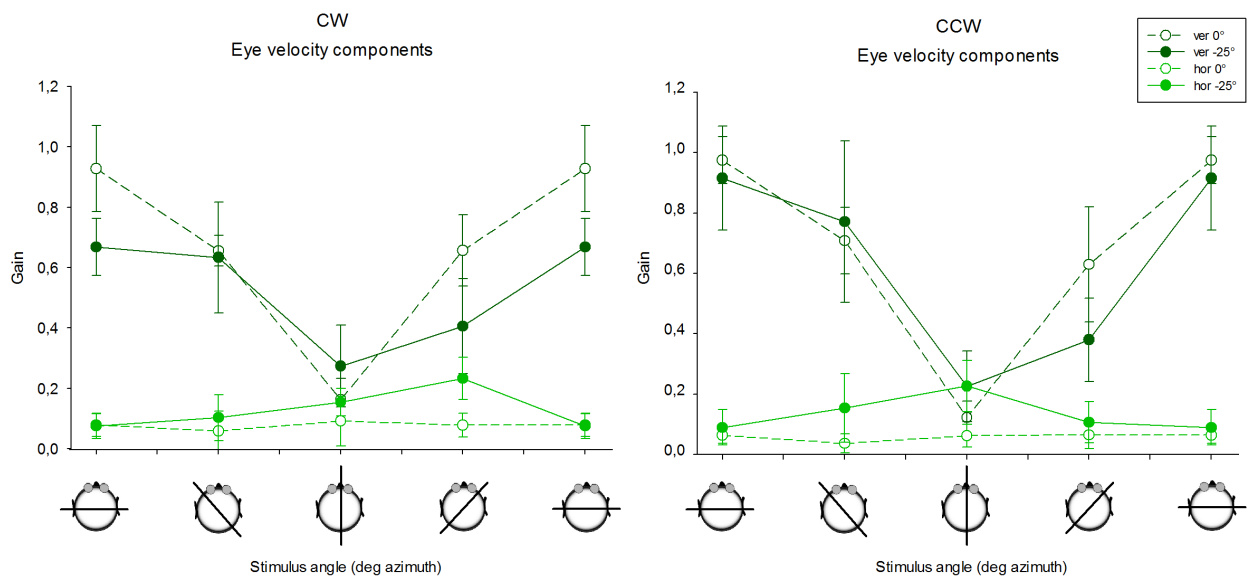 CW
Eye velocity components
1,2
1,0
0,8
0,6
0,4
0,2
0,0
Gain
Stimulus angle (deg azimuth)
CCW
Eye velocity components
ver 0°
ver -25°
hor 0°
hor -25°
1,2
1,0
0,8
0,6
0,4
0,2
0,0
Gain
Stimulus angle (deg azimuth)